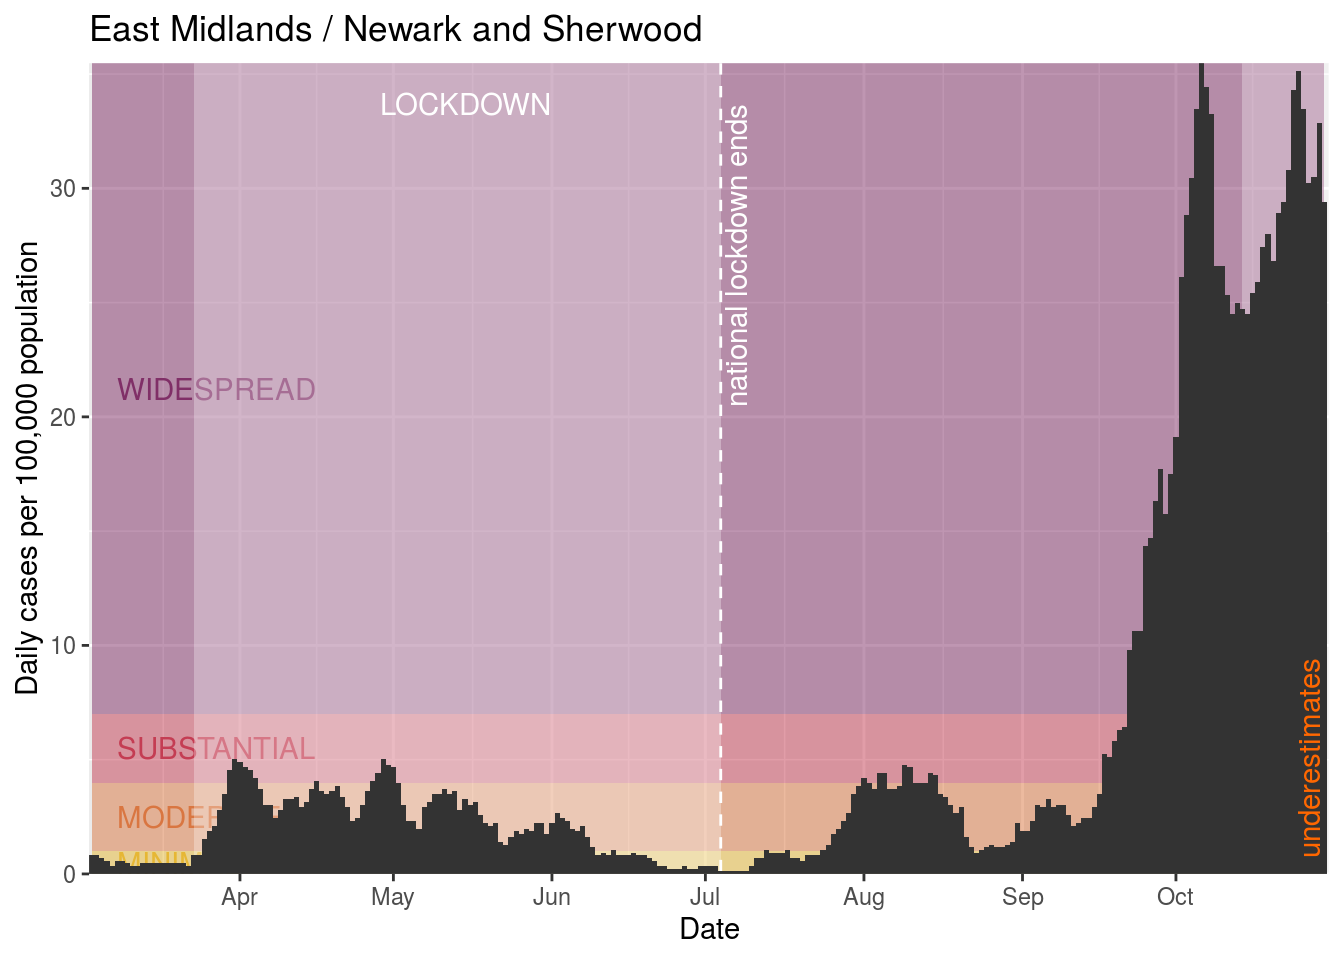 East Midlands / Newark and Sherwood
LOCKDOWN
national lockdown ends
WIDESPREAD
SUBSTANTIAL
underestimates
Daily cases per 100,000 population
30
20
10
0
Apr
May
Jun
Jul
Aug
Sep
Oct
Date